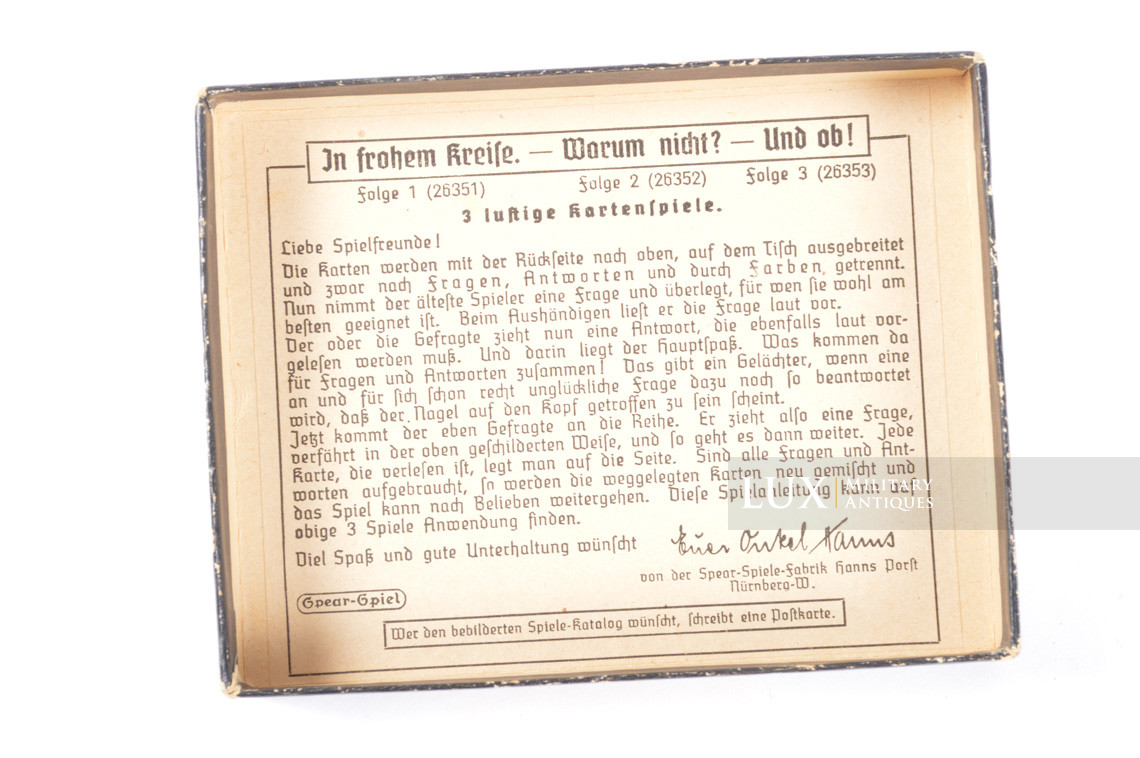 In frohem Kreise. — Warum nicht? — Und ob!
Folge 1 (26351) Folge 2 (26352) Folge 3 (26353)
3 lustige Kartenspiele.
Liebe Spielfreunde!
Die Karten werden mit der Rückseite nach oben, auf dem Tisch ausgebreitet
und zwar nach Fragen, Antworten und durch Farben getrennt.
Nun nimmt der älteste Spieler eine Frage und überlegt, für wen sie wohl am
besten geeignet ist. Beim Aushändigen liest er die Frage laut vor.
Der oder die Gefragte zieht nun eine Antwort, die ebenfalls laut vor-
gelesen werden muß. Und darin liegt der Hauptspaß. Was kommen da
für Fragen und Antworten zusammen! Das gibt ein Gelächter, wenn eine
an und für sich schon recht unglückliche Frage dazu noch so beantwortet
wird, daß der Nagel auf den Kopf getroffen zu sein scheint.
Jetzt kommt der eben Gefragte an die Reihe. Er zieht also eine Frage,
verfährt in der oben geschilderten Weise, und so geht es dann weiter. Jede
Karte, die verlesen ist, legt man auf die Seite. Sind alle Fragen und Ant-
worten aufgebraucht, so werden die weggelegten Karten neu gemischt und
das Spiel kann nach Belieben weitergehen. Diese Spielanleitung kann auf
obige 3 Spiele Anwendung finden.
Viel Spaß und gute Unterhaltung wünscht Euer Onkel Hanns
von der Spear-Spiele-Fabrik Hanns Porst
Nürnberg-W.
Spear-Spiel
Wer den bebilderten Spiele-Katalog wünscht, schreibt eine Postkarte.
LUX MILITARY
ANTIQUES